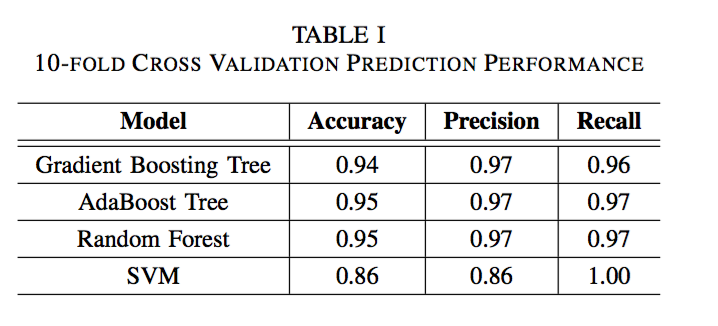 TABLE I
10-FOLD CROSS VALIDATION PREDICTION PERFORMANCE
Model Accuracy Precision Recall
Gradient Boosting Tree 0.94 0.97 0.96
AdaBoost Tree 0.95 0.97 0.97
Random Forest 0.95 0.97 0.97
SVM 0.86 0.86 1.00